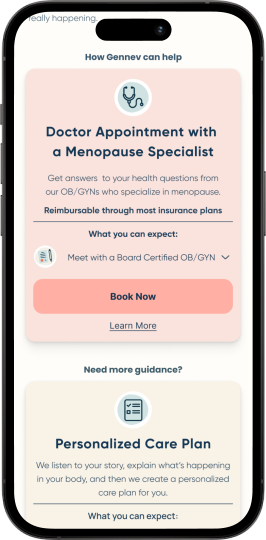 really happening.
How Gennev can help
Doctor Appointment with
a Menopause Specialist
Get answers to your health questions from
our OB/GYNs who specialize in menopause.
Reimbursable through most insurance plans
What you can expect:
Meet with a Board Certified OB/GYN
Book Now
Learn More
Need more guidance?
Personalized Care Plan
We listen to your story, explain what's happening
in your body, and then we create a personalized
care plan for you.
What you can expect: